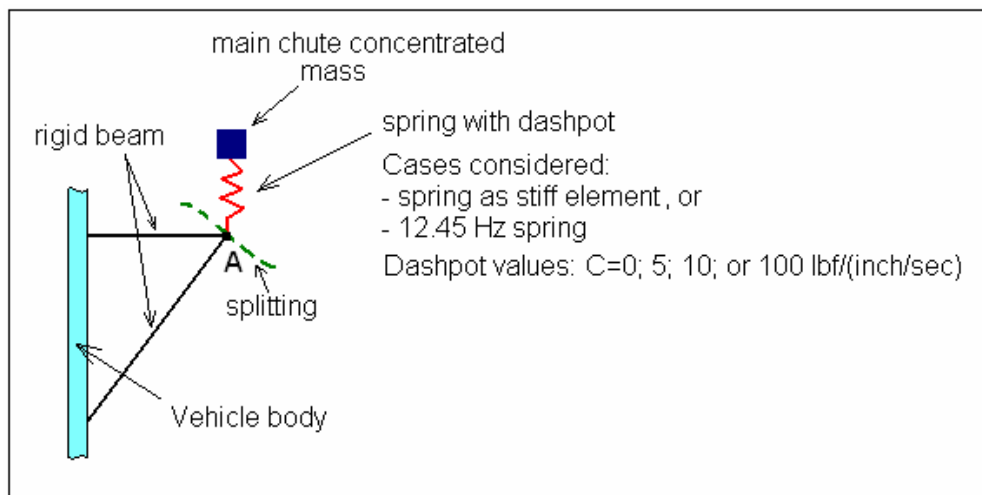 main chute concentrated
mass
rigid beam
spring with dashpot
Cases considered:
- spring as stiff element, or
- 12.45 Hz spring
Dashpot values: C=0; 5; 10; or 100 lbf/(inch/sec)
A
splitting
Vehicle body